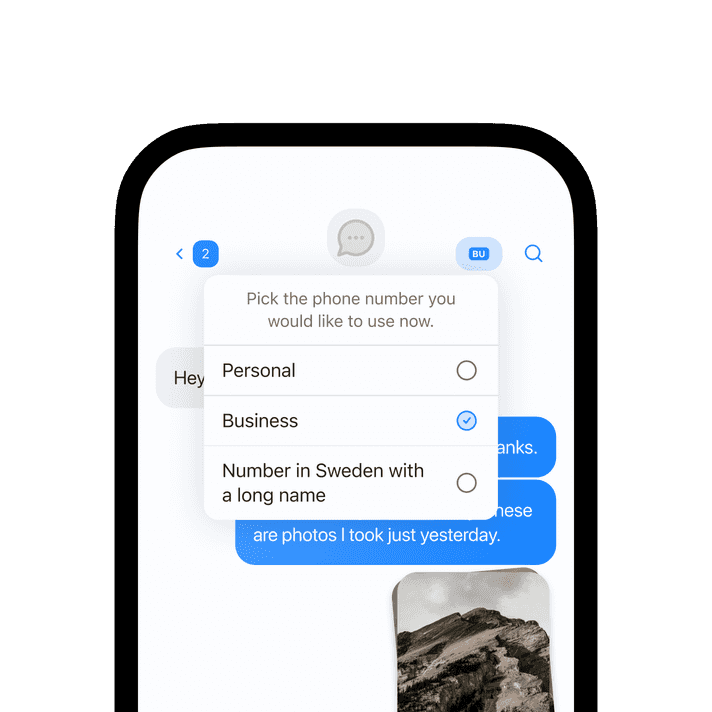 2
BU
Pick the phone number you
would like to use now.
Personal
Hey
Business
anks.
Number in Sweden with
a long name
hese
are photos I took just yesterday.